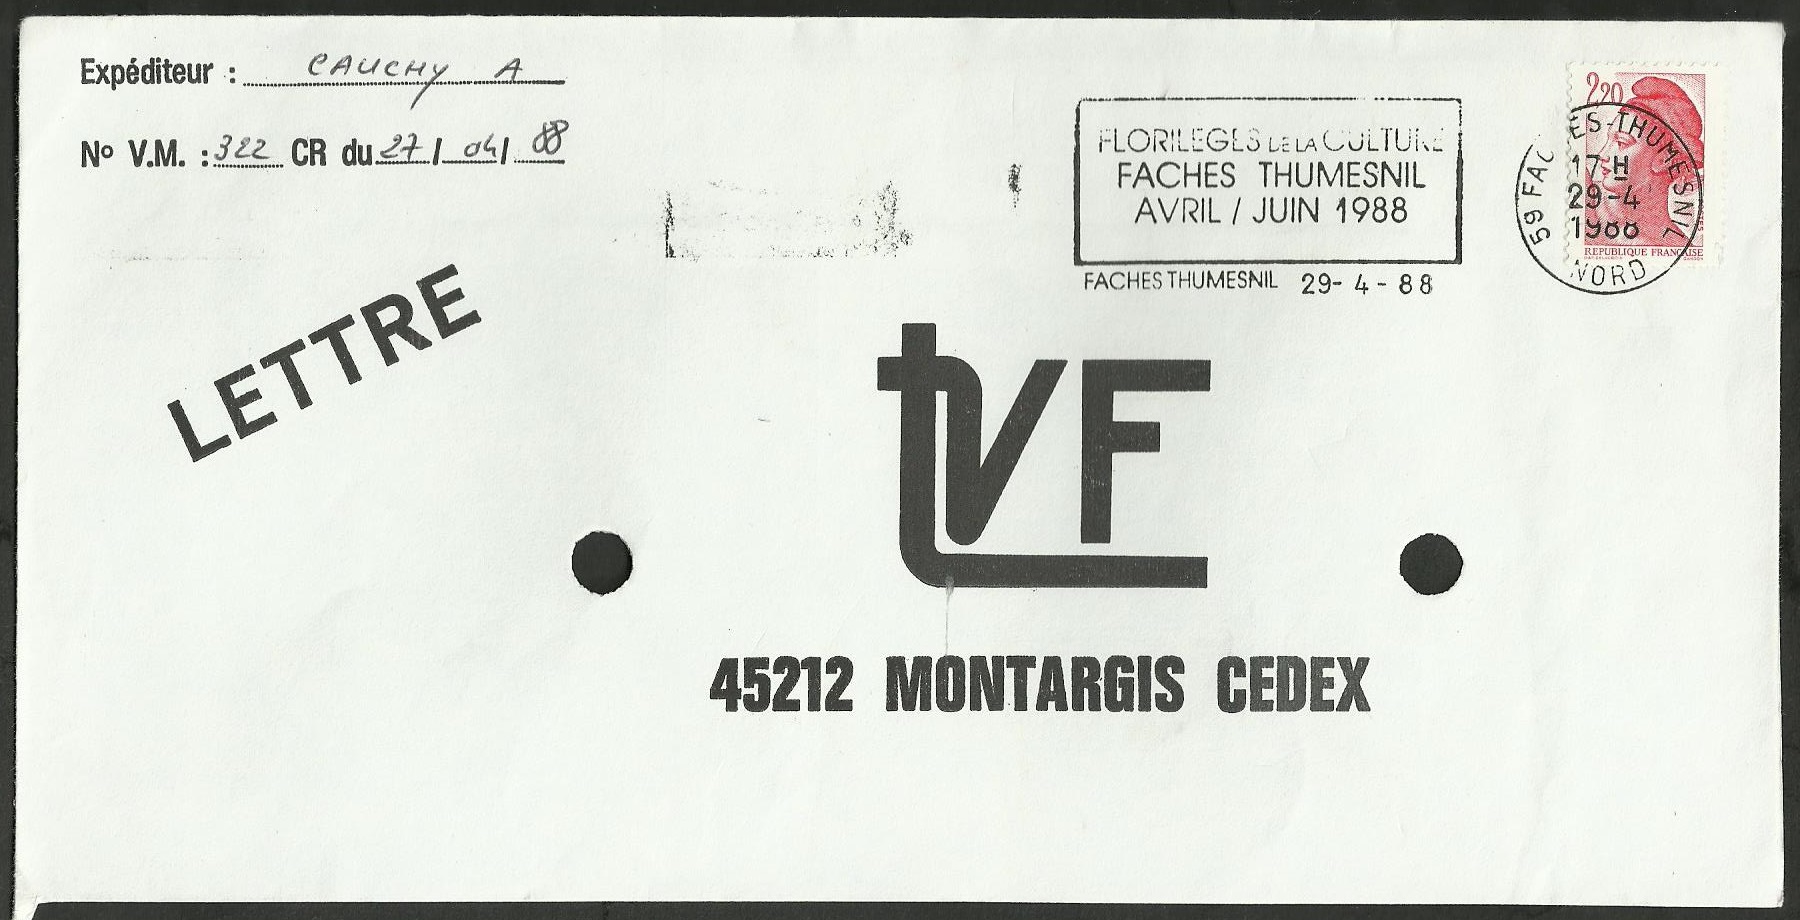 Expéditeur : CAUCHY A
N° V.M. : 322 CR du 27 / 04 / 88
FLORILEGES DE LA CULTURE
FACHES THUMESNIL
AVRIL / JUIN 1988
FACHES THUMESNIL 29-4-88
2,20
59 FACHES-THUMESNIL
17 H
29-4
1988
NORD
REPUBLIQUE FRANCAISE
LETTRE
tVF
45212 MONTARGIS CEDEX